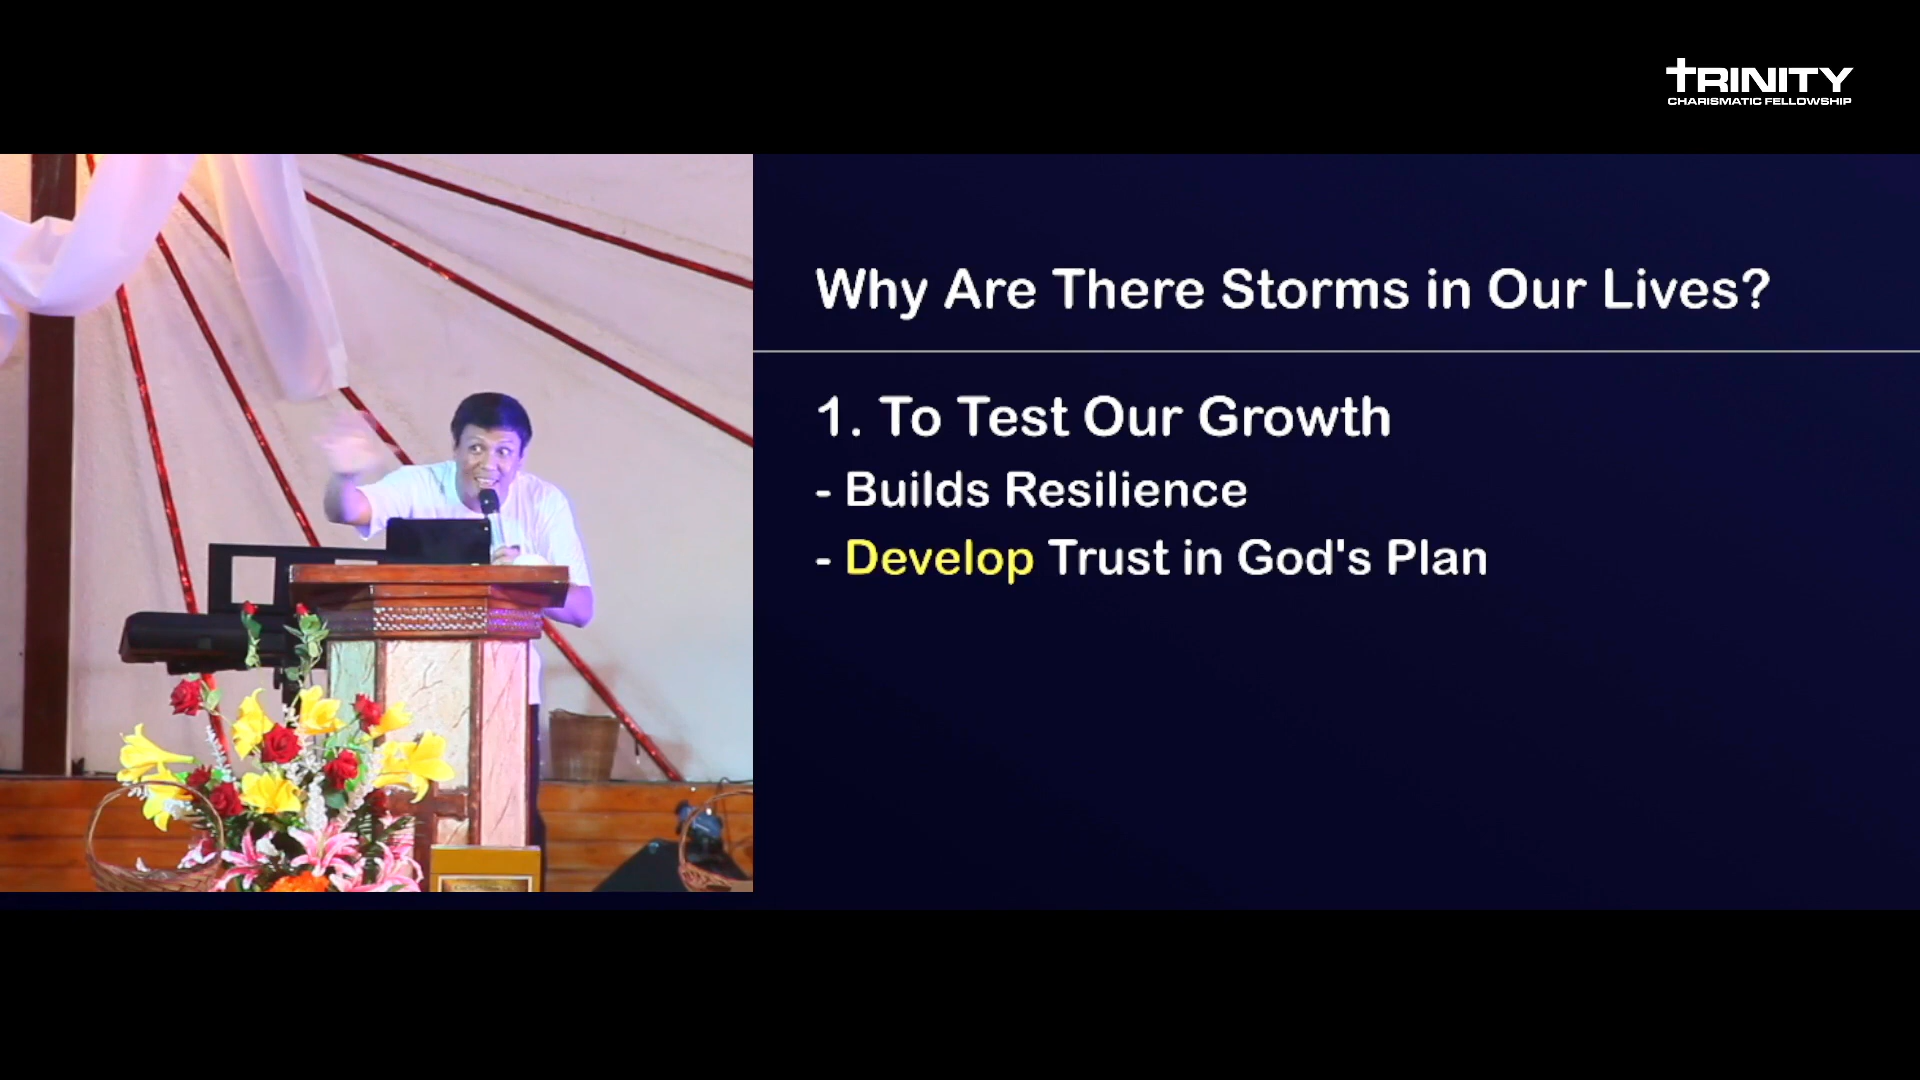 TRINITY
CHARISMATIC FELLOWSHIP
Why Are There Storms in Our Lives?
1. To Test Our Growth
- Builds Resilience
- Develop Trust in God's Plan